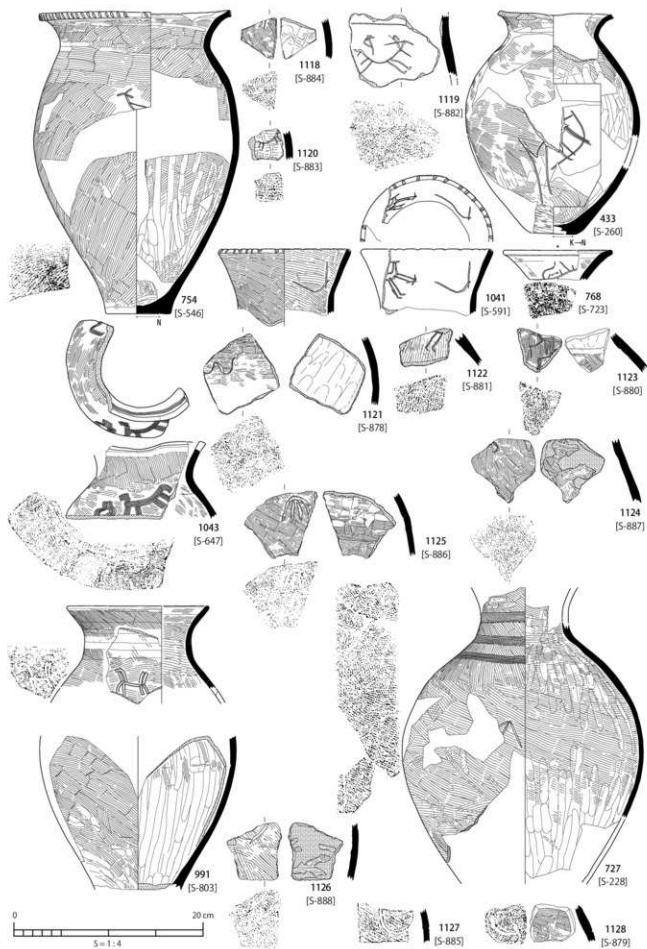 1118
[S-884]
1119
[S-882]
1120
[S-883]
433
[S-260]
K→N
754
[S-546]
N
1041
[S-591]
768
[S-723]
1121
[S-878]
1122
[S-881]
1123
[S-880]
1043
[S-647]
1125
[S-886]
1124
[S-887]
991
[S-803]
727
[S-228]
1126
[S-888]
1127
[S-885]
1128
[S-879]
0
20 cm
S=1:4